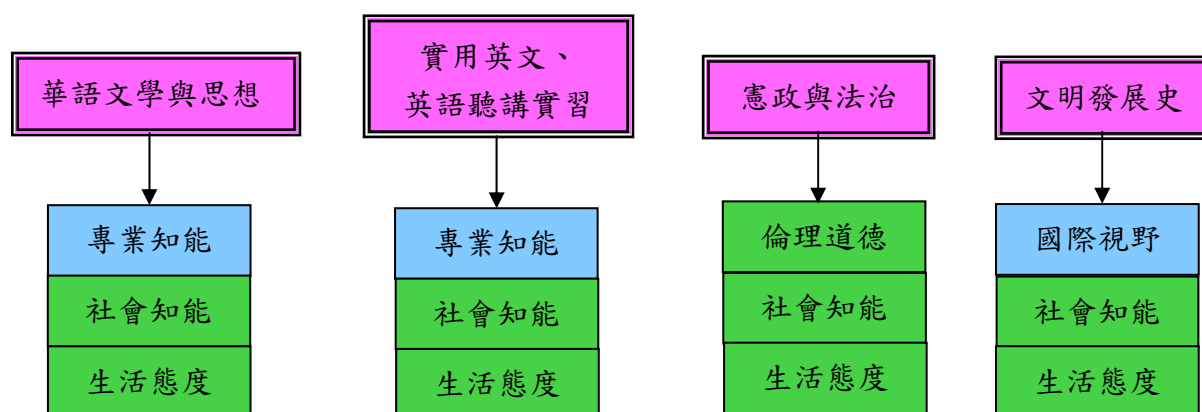 華語文學與思想
實用英文、
英語聽講實習
憲政與法治
文明發展史
專業知能
專業知能
倫理道德
國際視野
社會知能
社會知能
社會知能
社會知能
生活態度
生活態度
生活態度
生活態度